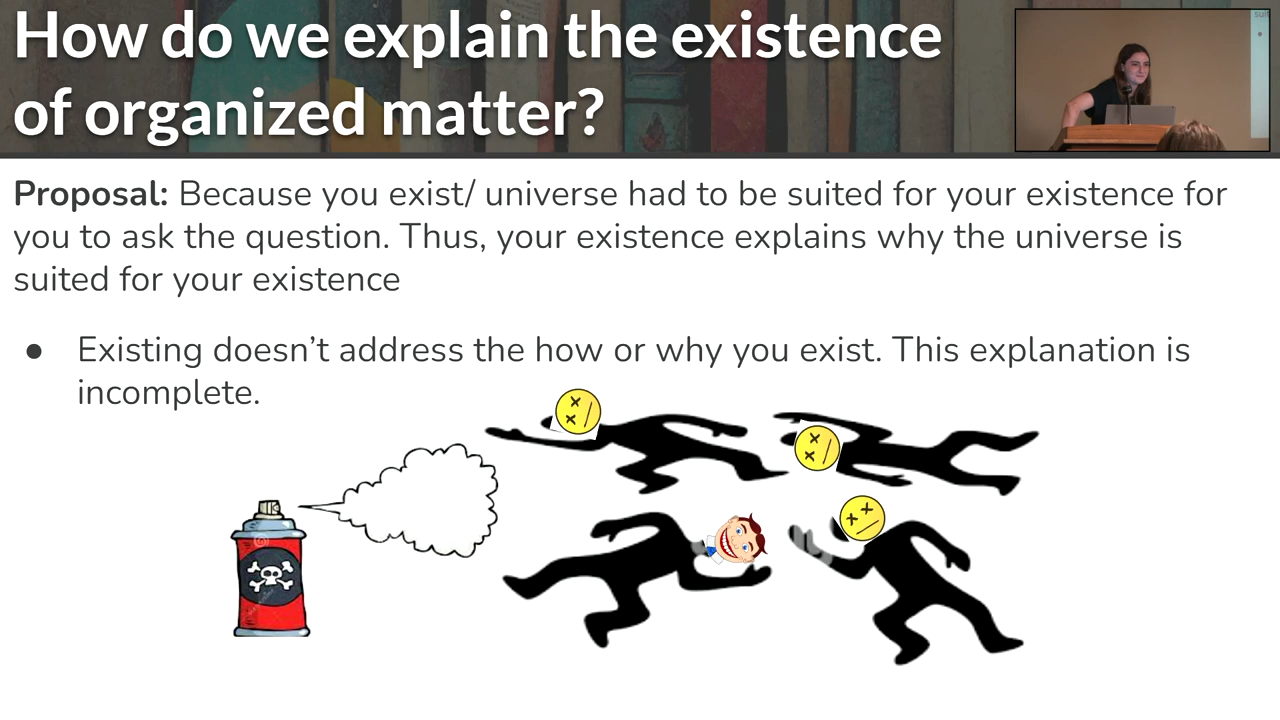 How do we explain the existence
of organized matter?
Proposal: Because you exist/ universe had to be suited for your existence for
you to ask the question. Thus, your existence explains why the universe is
suited for your existence
● Existing doesn’t address the how or why you exist. This explanation is
incomplete.